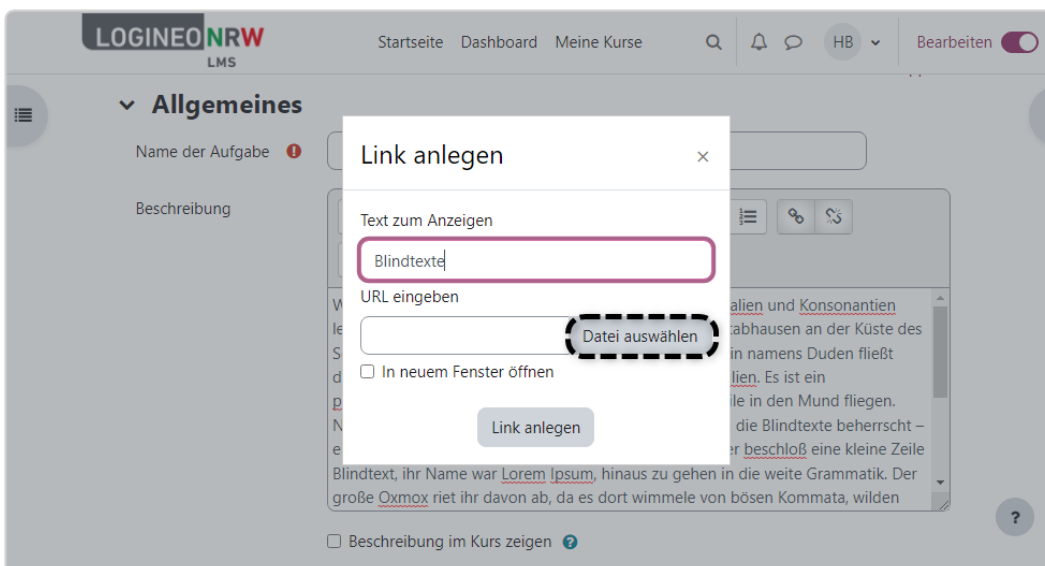 LOGINEO NRW
LMS
Startseite Dashboard Meine Kurse HB Bearbeiten
Allgemeines
Name der Aufgabe
Beschreibung
Link anlegen
Text zum Anzeigen
Blindtexte
URL eingeben
Datei auswählen
In neuem Fenster öffnen
Link anlegen
W alien und Konsonantien
le tabhausen an der Küste des
S in namens Duden fließt
d lien. Es ist ein
p ile in den Mund fliegen.
N die Blindtexte beherrscht –
e er beschloß eine kleine Zeile
Blindtext, ihr Name war Lorem Ipsum, hinaus zu gehen in die weite Grammatik. Der
große Oxmox riet ihr davon ab, da es dort wimmele von bösen Kommata, wilden
?
Beschreibung im Kurs zeigen ?